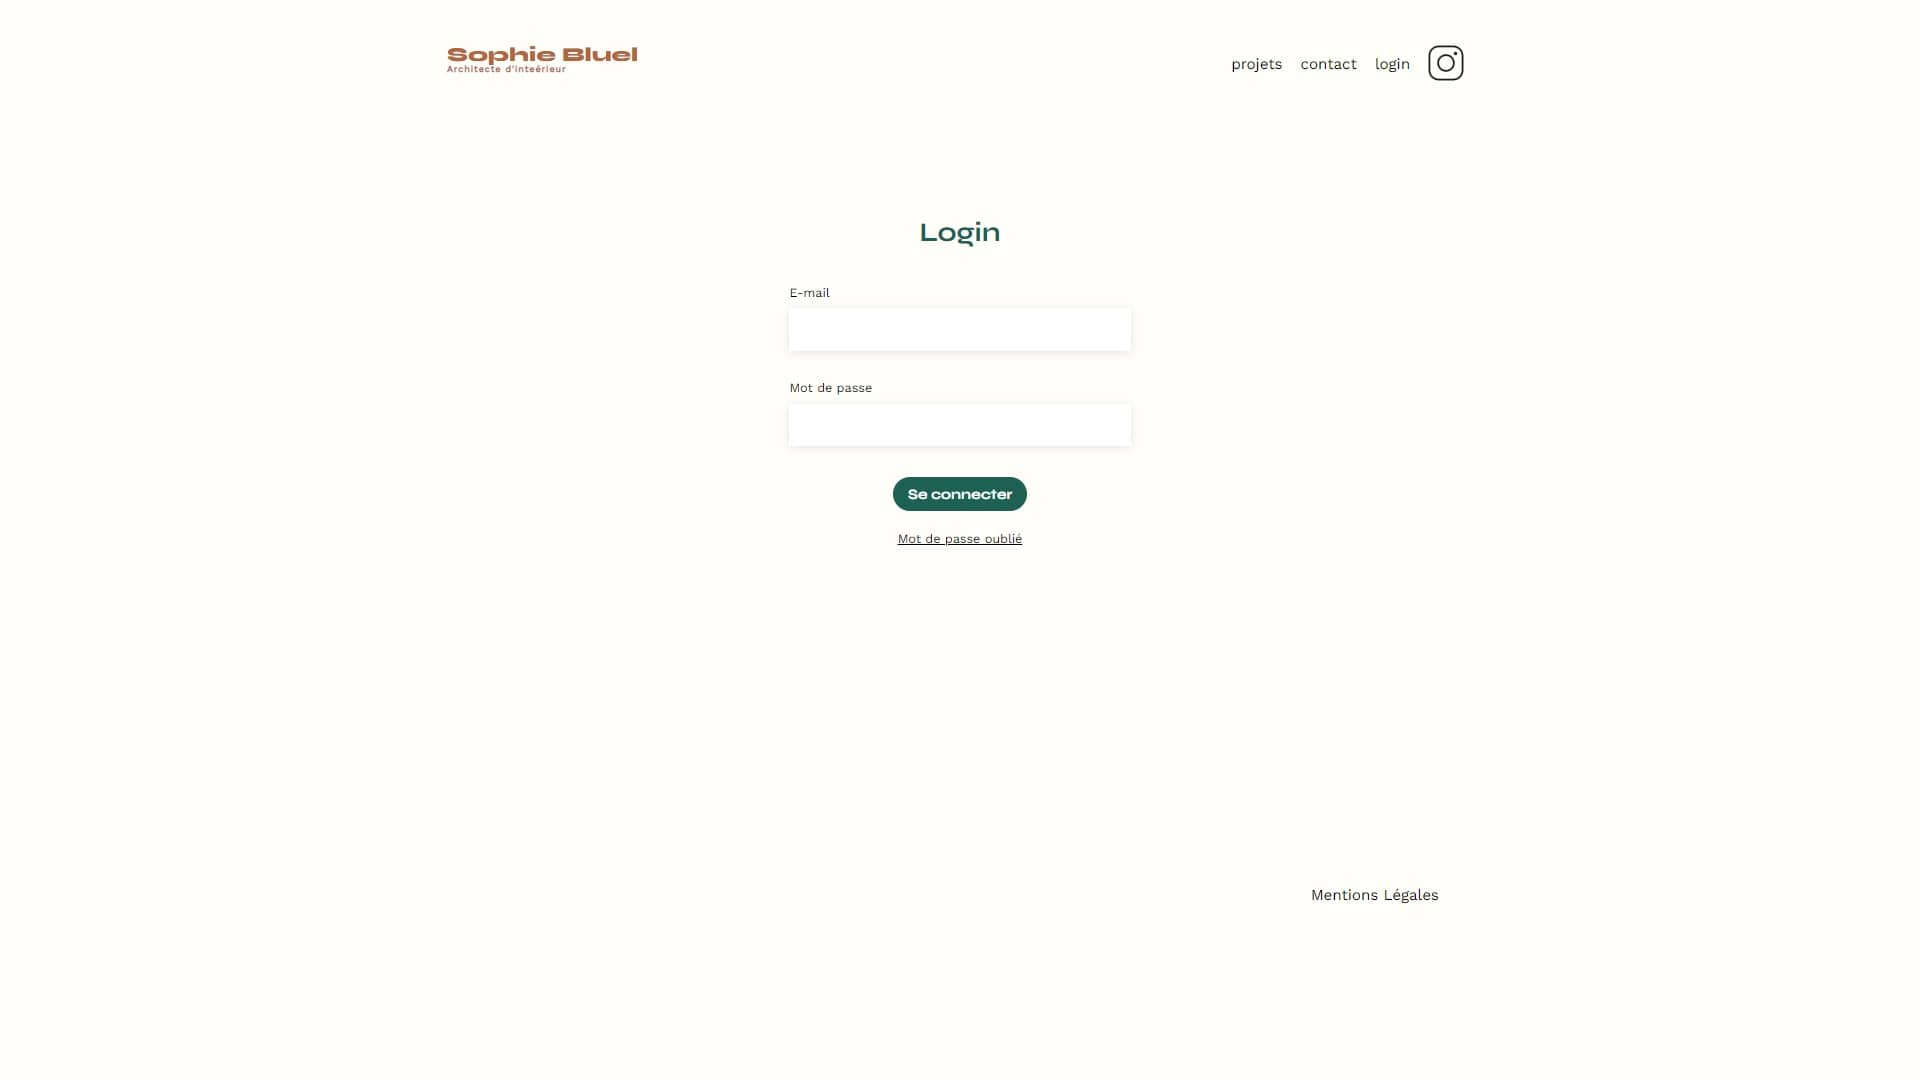 Sophie Bluel
Architecte d'inteérieur
projets contact login
Login
E-mail
Mot de passe
Se connecter
Mot de passe oublié
Mentions Légales